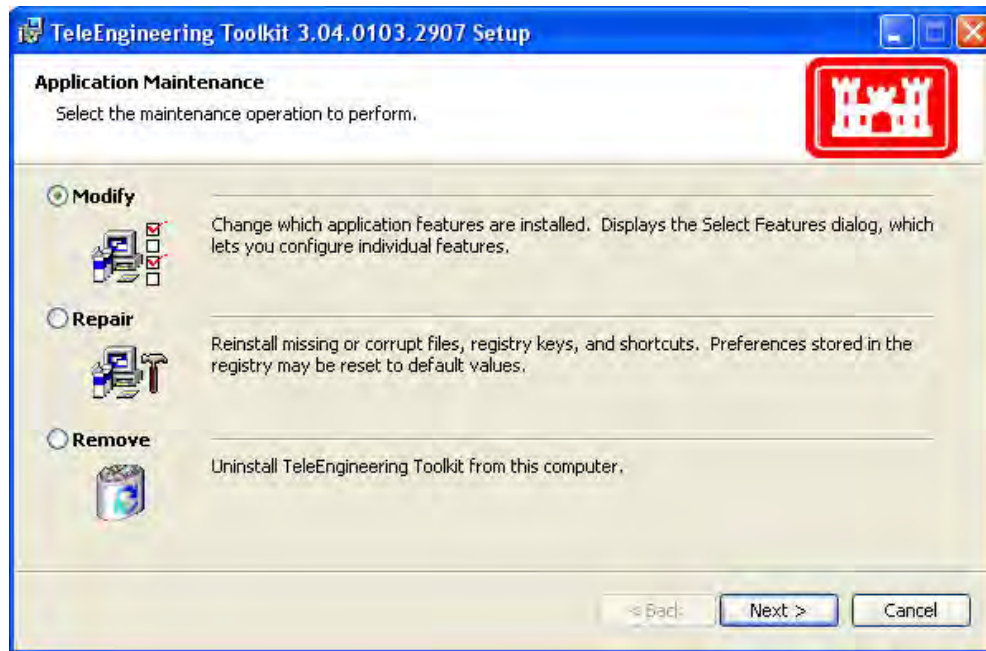 TeleEngineering Toolkit 3.04.0103.2907 Setup
Application Maintenance
Select the maintenance operation to perform.
Modify
Change which application features are installed. Displays the Select Features dialog, which
lets you configure individual features.
Repair
Reinstall missing or corrupt files, registry keys, and shortcuts. Preferences stored in the
registry may be reset to default values.
Remove
Uninstall TeleEngineering Toolkit from this computer.
< Back
Next >
Cancel